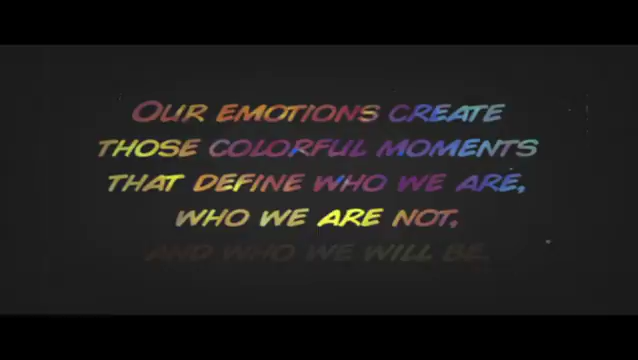 OUR EMOTIONS CREATE
THOSE COLORFUL MOMENTS
THAT DEFINE WHO WE ARE,
WHO WE ARE NOT,
AND WHO WE WILL BE.